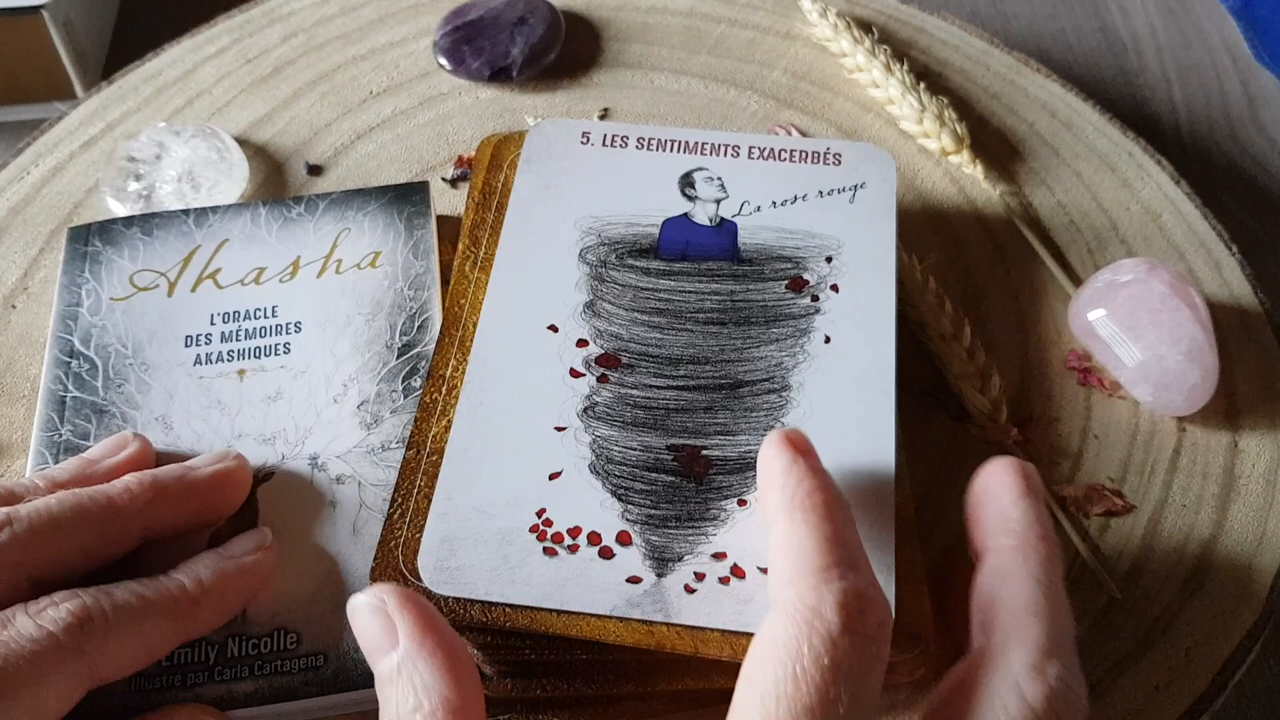 Akasha
L'ORACLE
DES MÉMOIRES
AKASHIQUES
Emily Nicolle
Illustré par Carla Cartagena
5. LES SENTIMENTS EXACERBÉS
La rose rouge